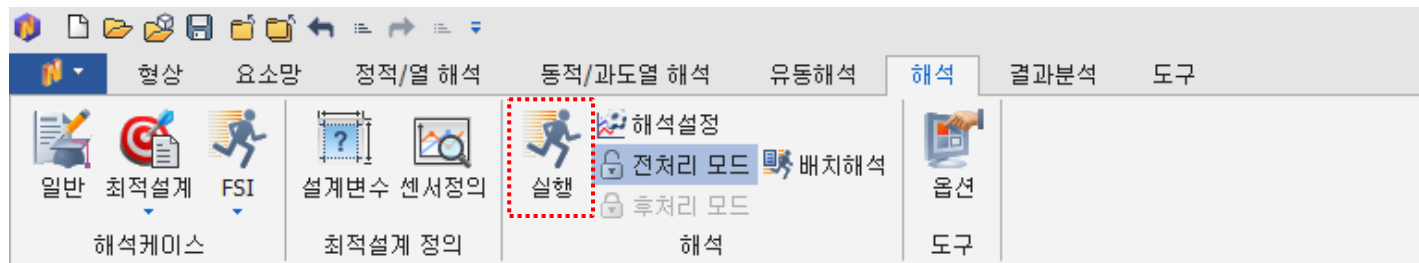 형상 요소망 정적/열 해석 동적/과도열 해석 유동해석 해석 결과분석 도구
일반 최적설계 FSI
해석케이스
?
설계변수 센서정의
최적설계 정의
실행
해석설정
전처리 모드 배치해석
후처리 모드
해석
옵션
도구